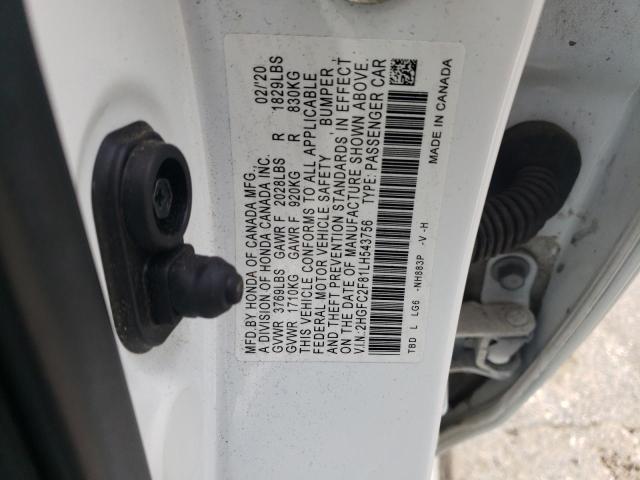 MFD.BY HONDA OF CANADA MFG. 02/20
A DIVISION OF HONDA CANADA INC.
GVWR 3768LBS GAWR F 2028LBS R 1829LBS
GVWR 1710KG GAWR F 920KG R 830KG
THIS VEHICLE CONFORMS TO ALL APPLICABLE
FEDERAL MOTOR VEHICLE SAFETY , BUMPER ,
AND THEFT PREVENTION STANDARDS IN EFFECT
ON THE DATE OF MANUFACTURE SHOWN ABOVE.
V.I.N: 2HGFC2F81LH543756 TYPE: PASSENGER CAR
TBD L LG6 -NH883P -V -H MADE IN CANADA